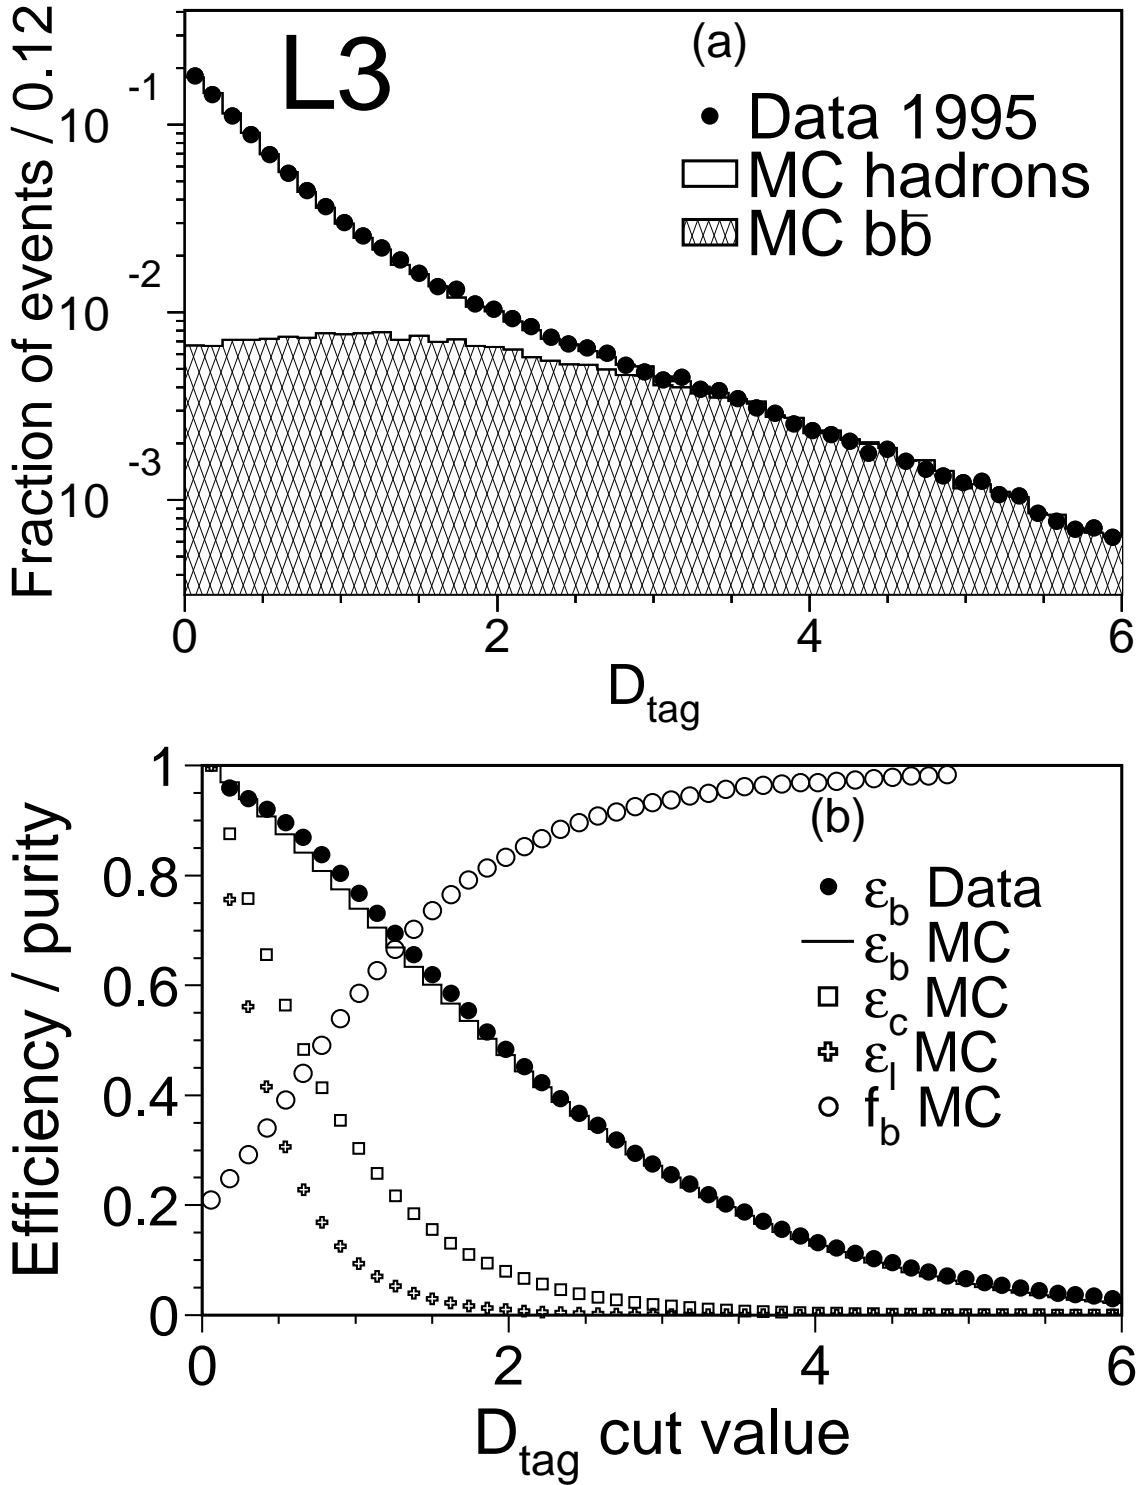 L3
(a)
Data 1995
MC hadrons
MC bb̄
Fraction of events / 0.12
10⁻¹
10⁻²
10⁻³
0 2 4 6
D_tag
(b)
ε_b Data
ε_b MC
ε_c MC
ε_l MC
f_b MC
Efficiency / purity
1
0.8
0.6
0.4
0.2
0
0 2 4 6
D_tag cut value